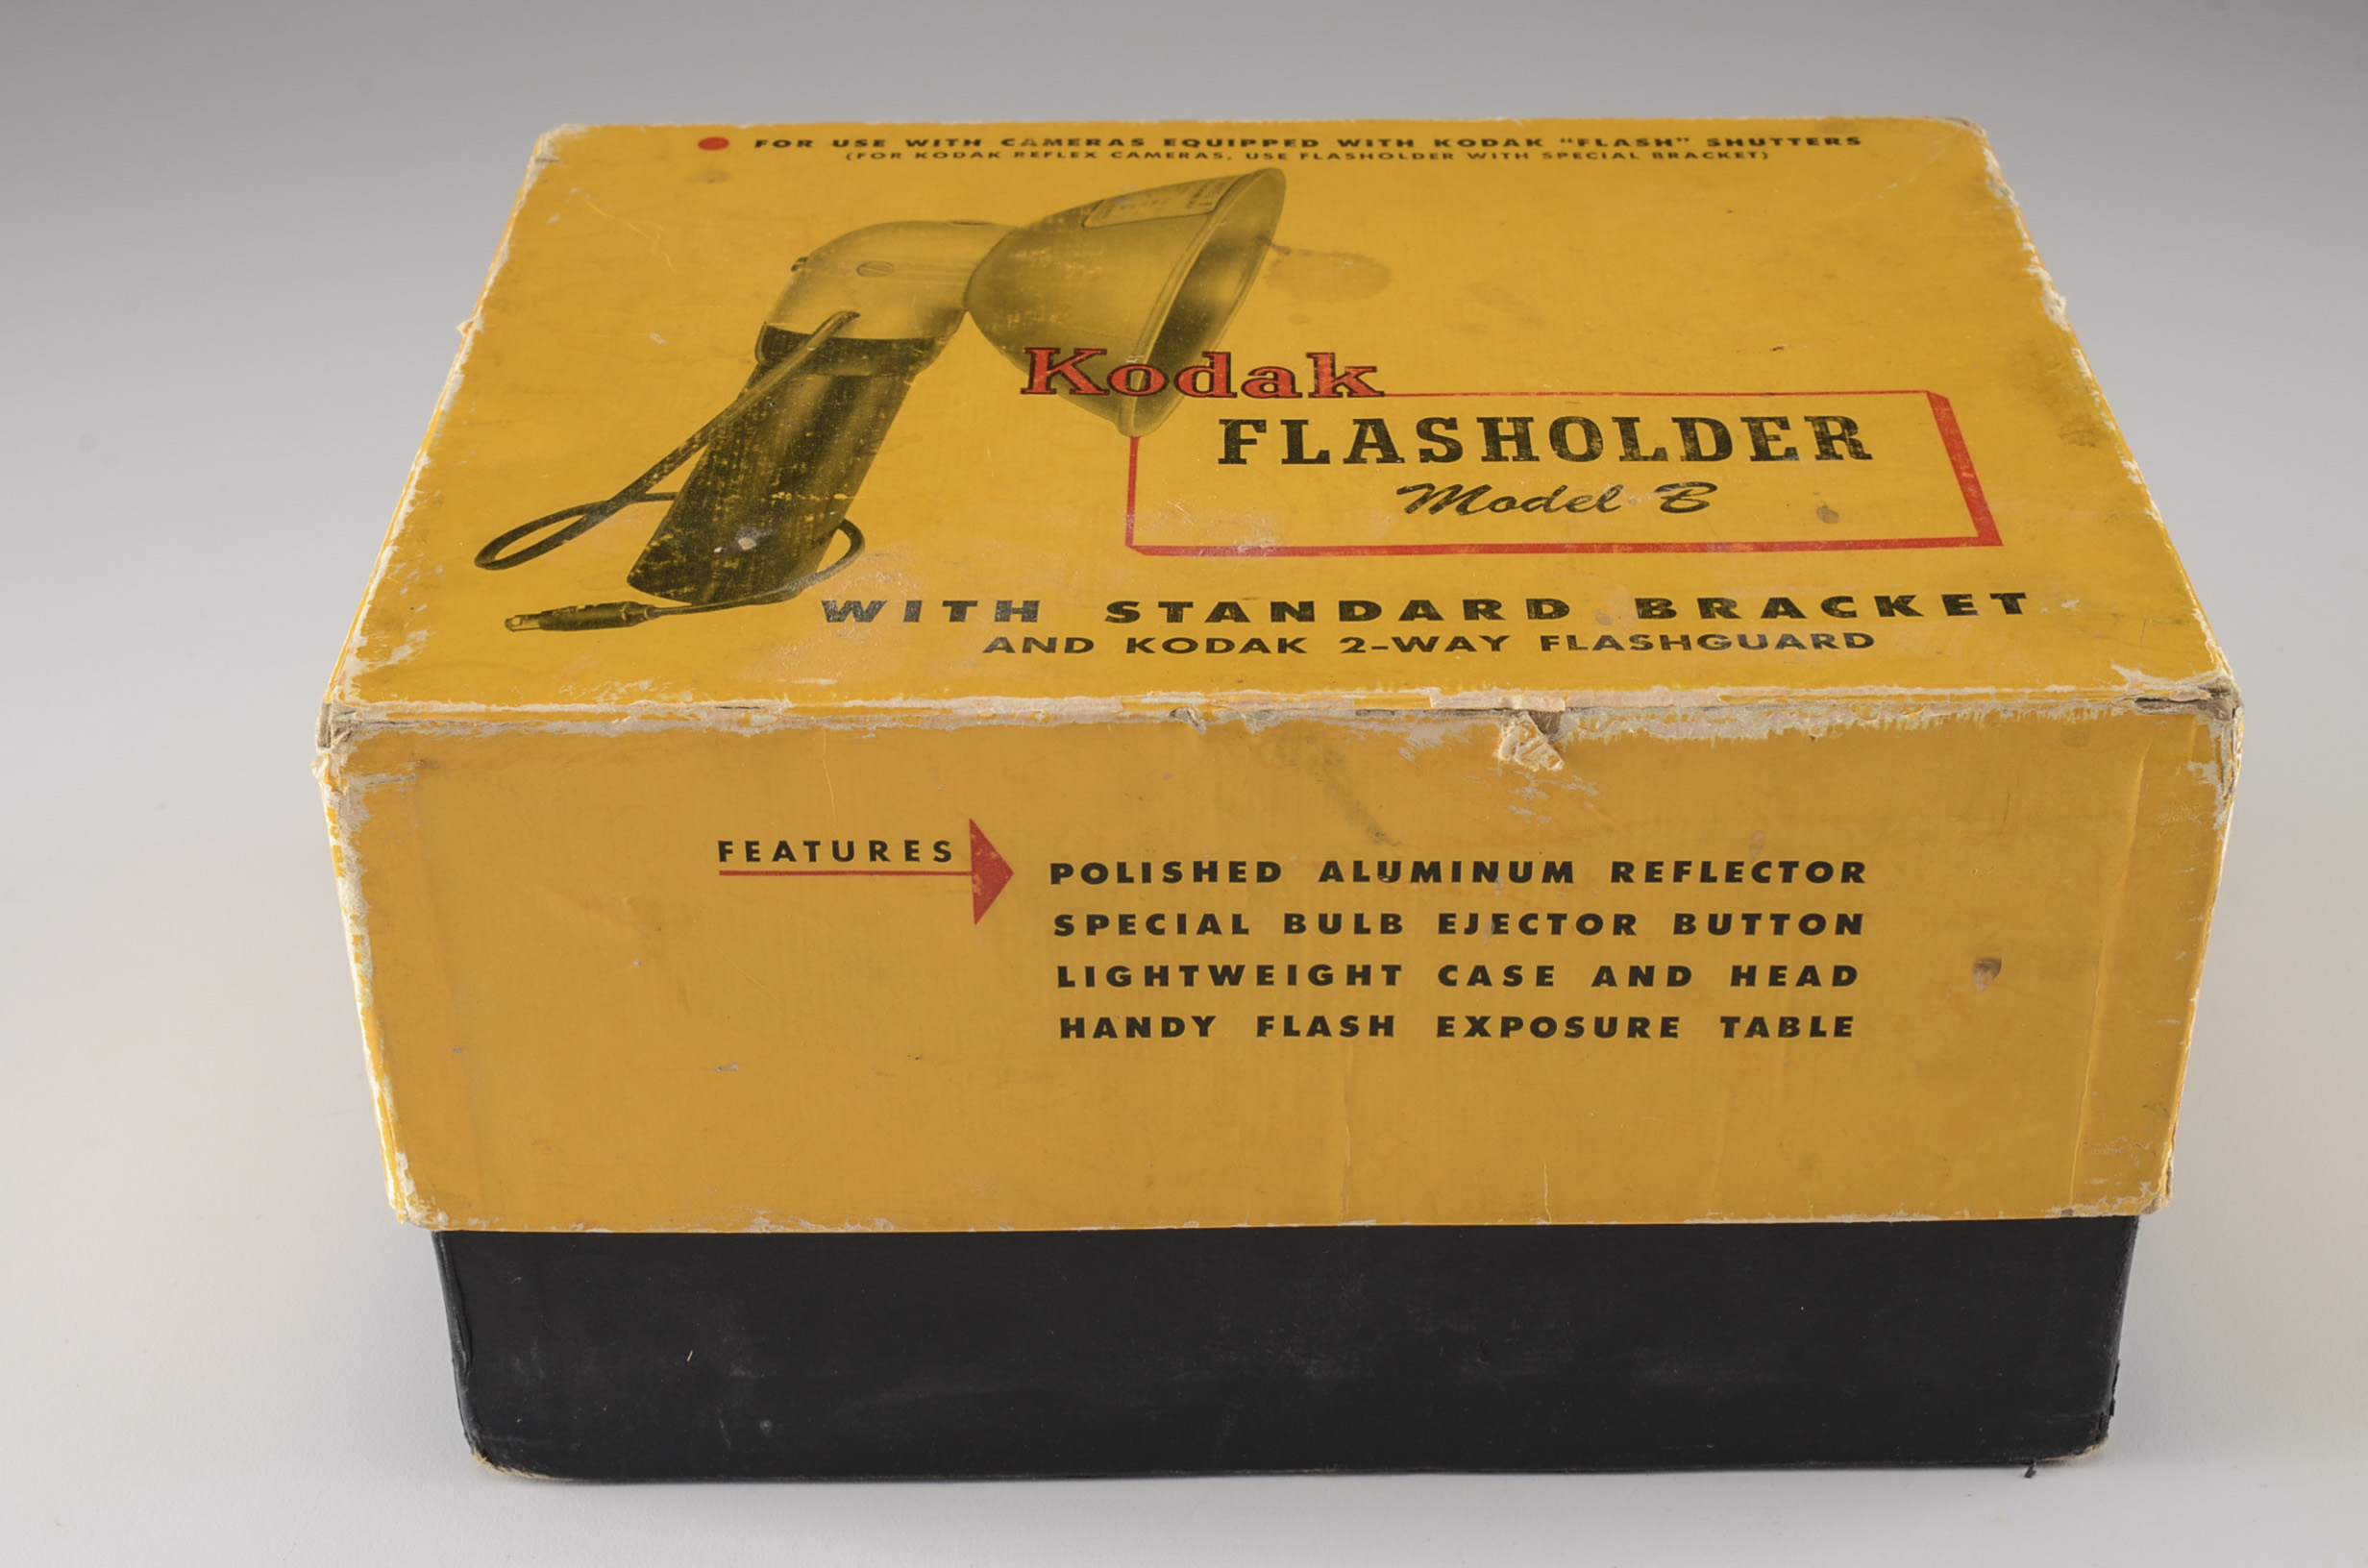 FOR USE WITH CAMERAS EQUIPPED WITH KODAK “FLASH” SHUTTERS
(FOR KODAK REFLEX CAMERAS, USE FLASHOLDER WITH SPECIAL BRACKET)
Kodak
FLASHOLDER
Model B
WITH STANDARD BRACKET
AND KODAK 2-WAY FLASHGUARD
FEATURES
POLISHED ALUMINUM REFLECTOR
SPECIAL BULB EJECTOR BUTTON
LIGHTWEIGHT CASE AND HEAD
HANDY FLASH EXPOSURE TABLE